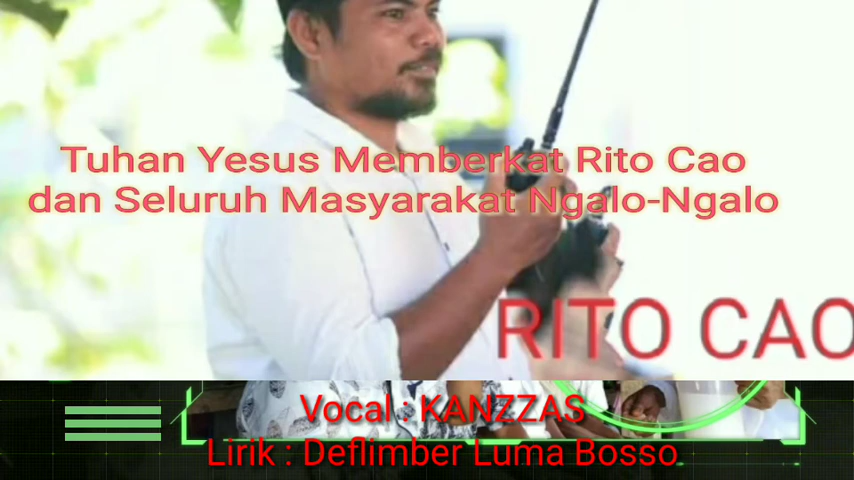 Tuhan Yesus Memberkat Rito Cao
dan Seluruh Masyarakat Ngalo-Ngalo
RITO CAO
Vocal : KANZZAS
Lirik : Deflimber Luma Bosso